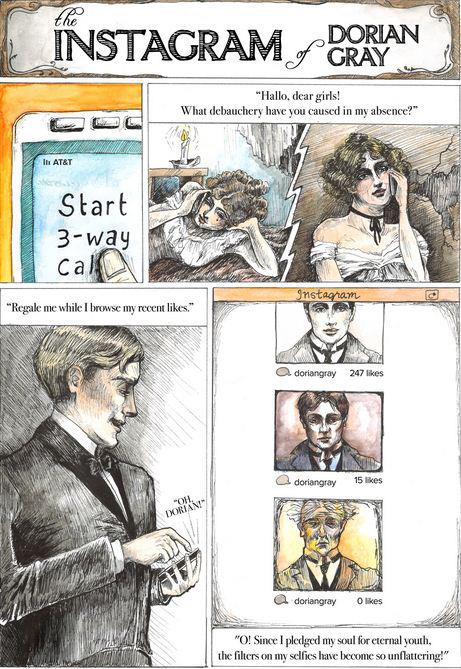 the
INSTAGRAM of DORIAN
GRAY
AT&T
Start
3-way
Cal
“Hallo, dear girls!
What debauchery have you caused in my absence?”
“Regale me while I browse my recent likes.”
“OH,
DORIAN!”
Instagram
doriangray 247 likes
doriangray 15 likes
doriangray 0 likes
"O! Since I pledged my soul for eternal youth,
the filters on my selfies have become so unflattering!"